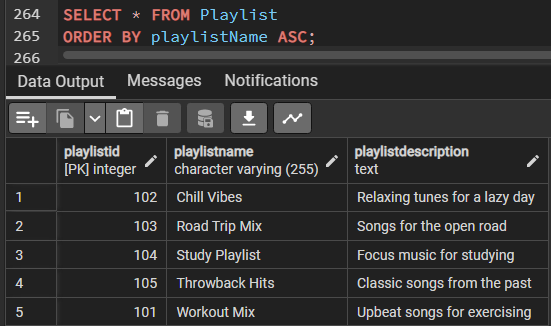 264 SELECT * FROM Playlist
265 ORDER BY playlistName ASC;
266
Data Output Messages Notifications
playlistid playlistname playlistdescription
[PK] integer character varying (255) text
1 102 Chill Vibes Relaxing tunes for a lazy day
2 103 Road Trip Mix Songs for the open road
3 104 Study Playlist Focus music for studying
4 105 Throwback Hits Classic songs from the past
5 101 Workout Mix Upbeat songs for exercising